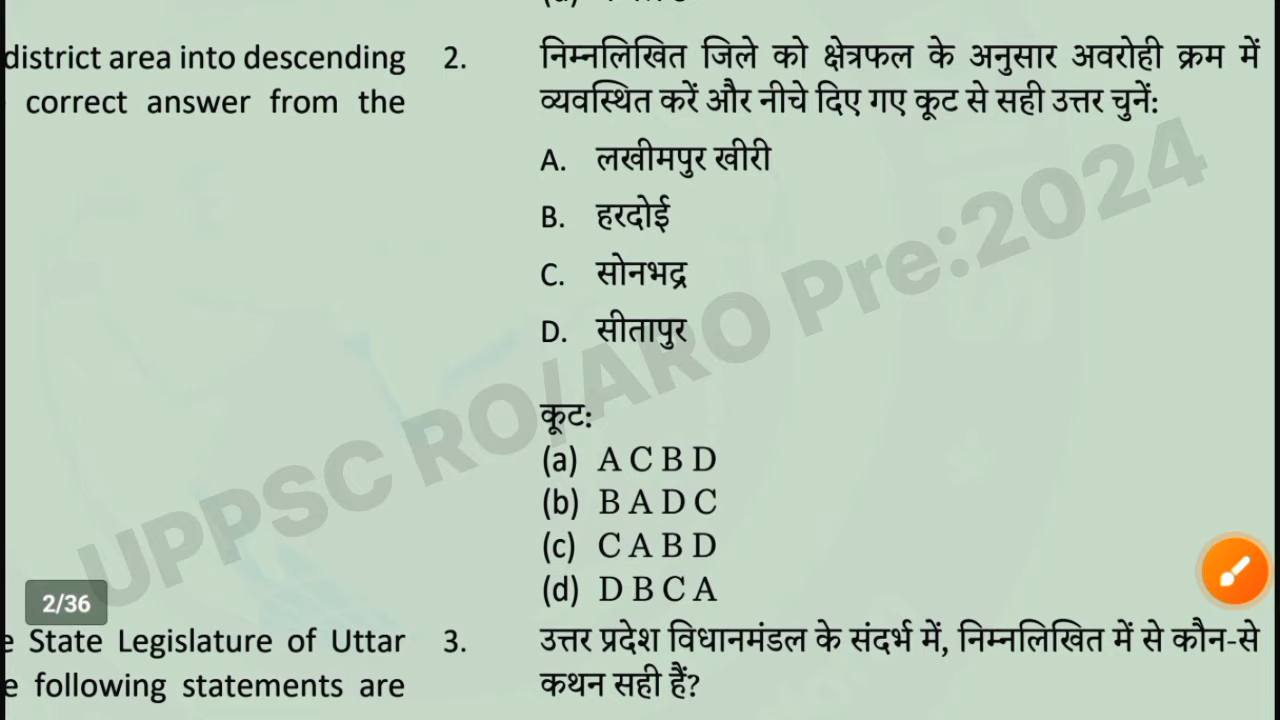 district area into descending
correct answer from the
2. निम्नलिखित जिले को क्षेत्रफल के अनुसार अवरोही क्रम में
व्यवस्थित करें और नीचे दिए गए कूट से सही उत्तर चुनें:
A. लखीमपुर खीरी
B. हरदोई
C. सोनभद्र
D. सीतापुर
UPPSC RO/ARO Pre:2024
कूट:
(a) A C B D
(b) B A D C
(c) C A B D
(d) D B C A
2/36
e State Legislature of Uttar
e following statements are
3. उत्तर प्रदेश विधानमंडल के संदर्भ में, निम्नलिखित में से कौन-से
कथन सही हैं?